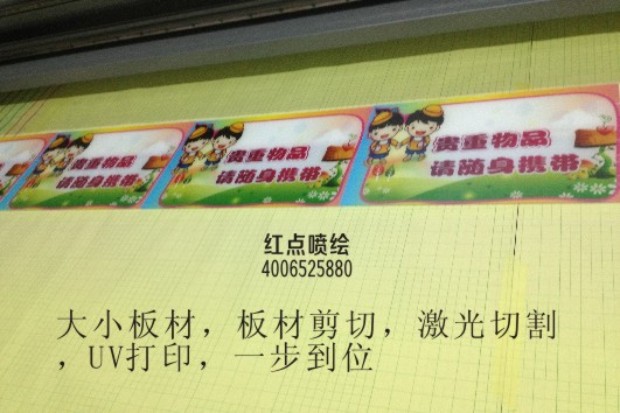 贵重物品
请随身携带
贵重物品
请随身携带
贵重物品
请随身携带
红点喷绘
4006525880
大小板材，板材剪切，激光切割
，UV打印，一步到位